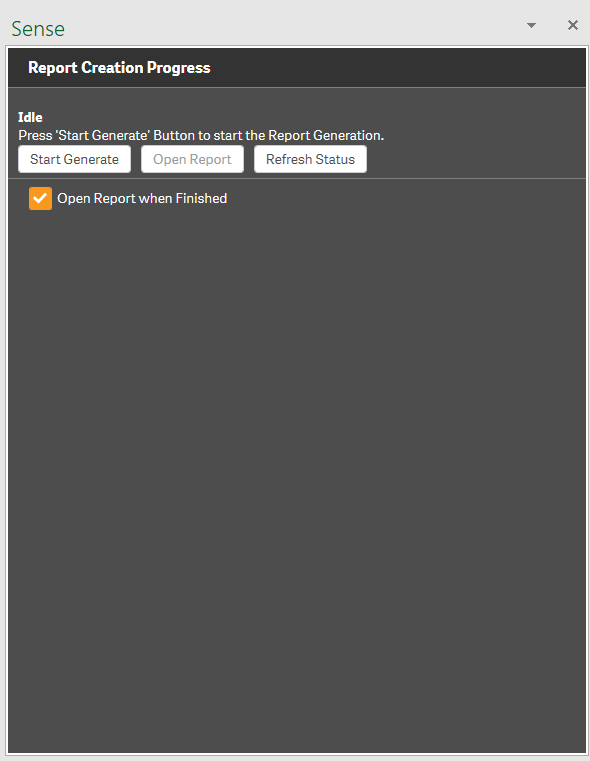 Sense
Report Creation Progress
Idle
Press 'Start Generate' Button to start the Report Generation.
Start Generate Open Report Refresh Status
Open Report when Finished